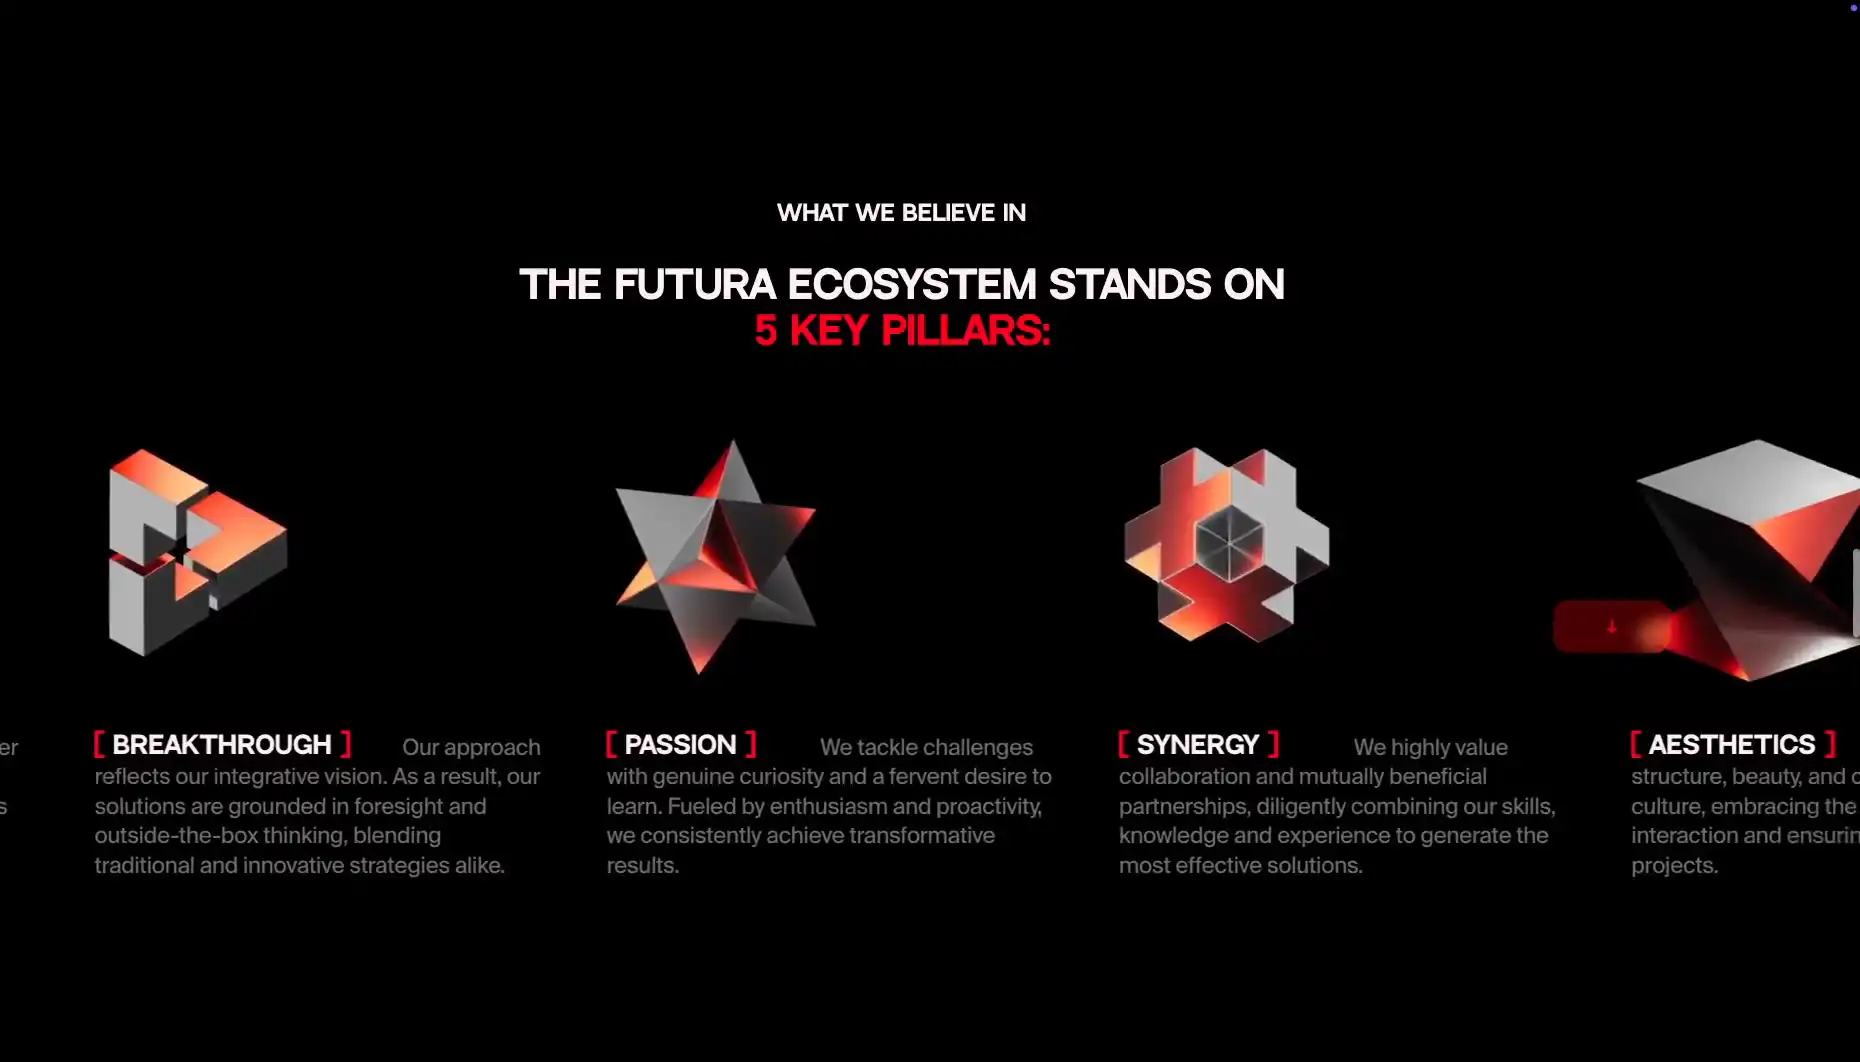 WHAT WE BELIEVE IN
THE FUTURA ECOSYSTEM STANDS ON
5 KEY PILLARS:
er
s
[ BREAKTHROUGH ] Our approach
reflects our integrative vision. As a result, our
solutions are grounded in foresight and
outside-the-box thinking, blending
traditional and innovative strategies alike.
[ PASSION ] We tackle challenges
with genuine curiosity and a fervent desire to
learn. Fueled by enthusiasm and proactivity,
we consistently achieve transformative
results.
[ SYNERGY ] We highly value
collaboration and mutually beneficial
partnerships, diligently combining our skills,
knowledge and experience to generate the
most effective solutions.
[ AESTHETICS ]
structure, beauty, and
culture, embracing the
interaction and
projects.